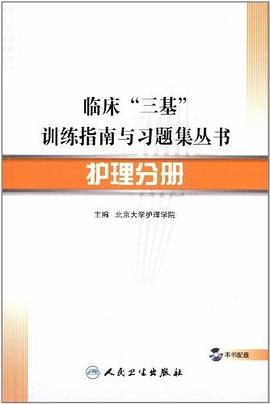 临床“三基”
训练指南与习题集丛书
护理分册
主编 北京大学护理学院
本书配盘
人民卫生出版社